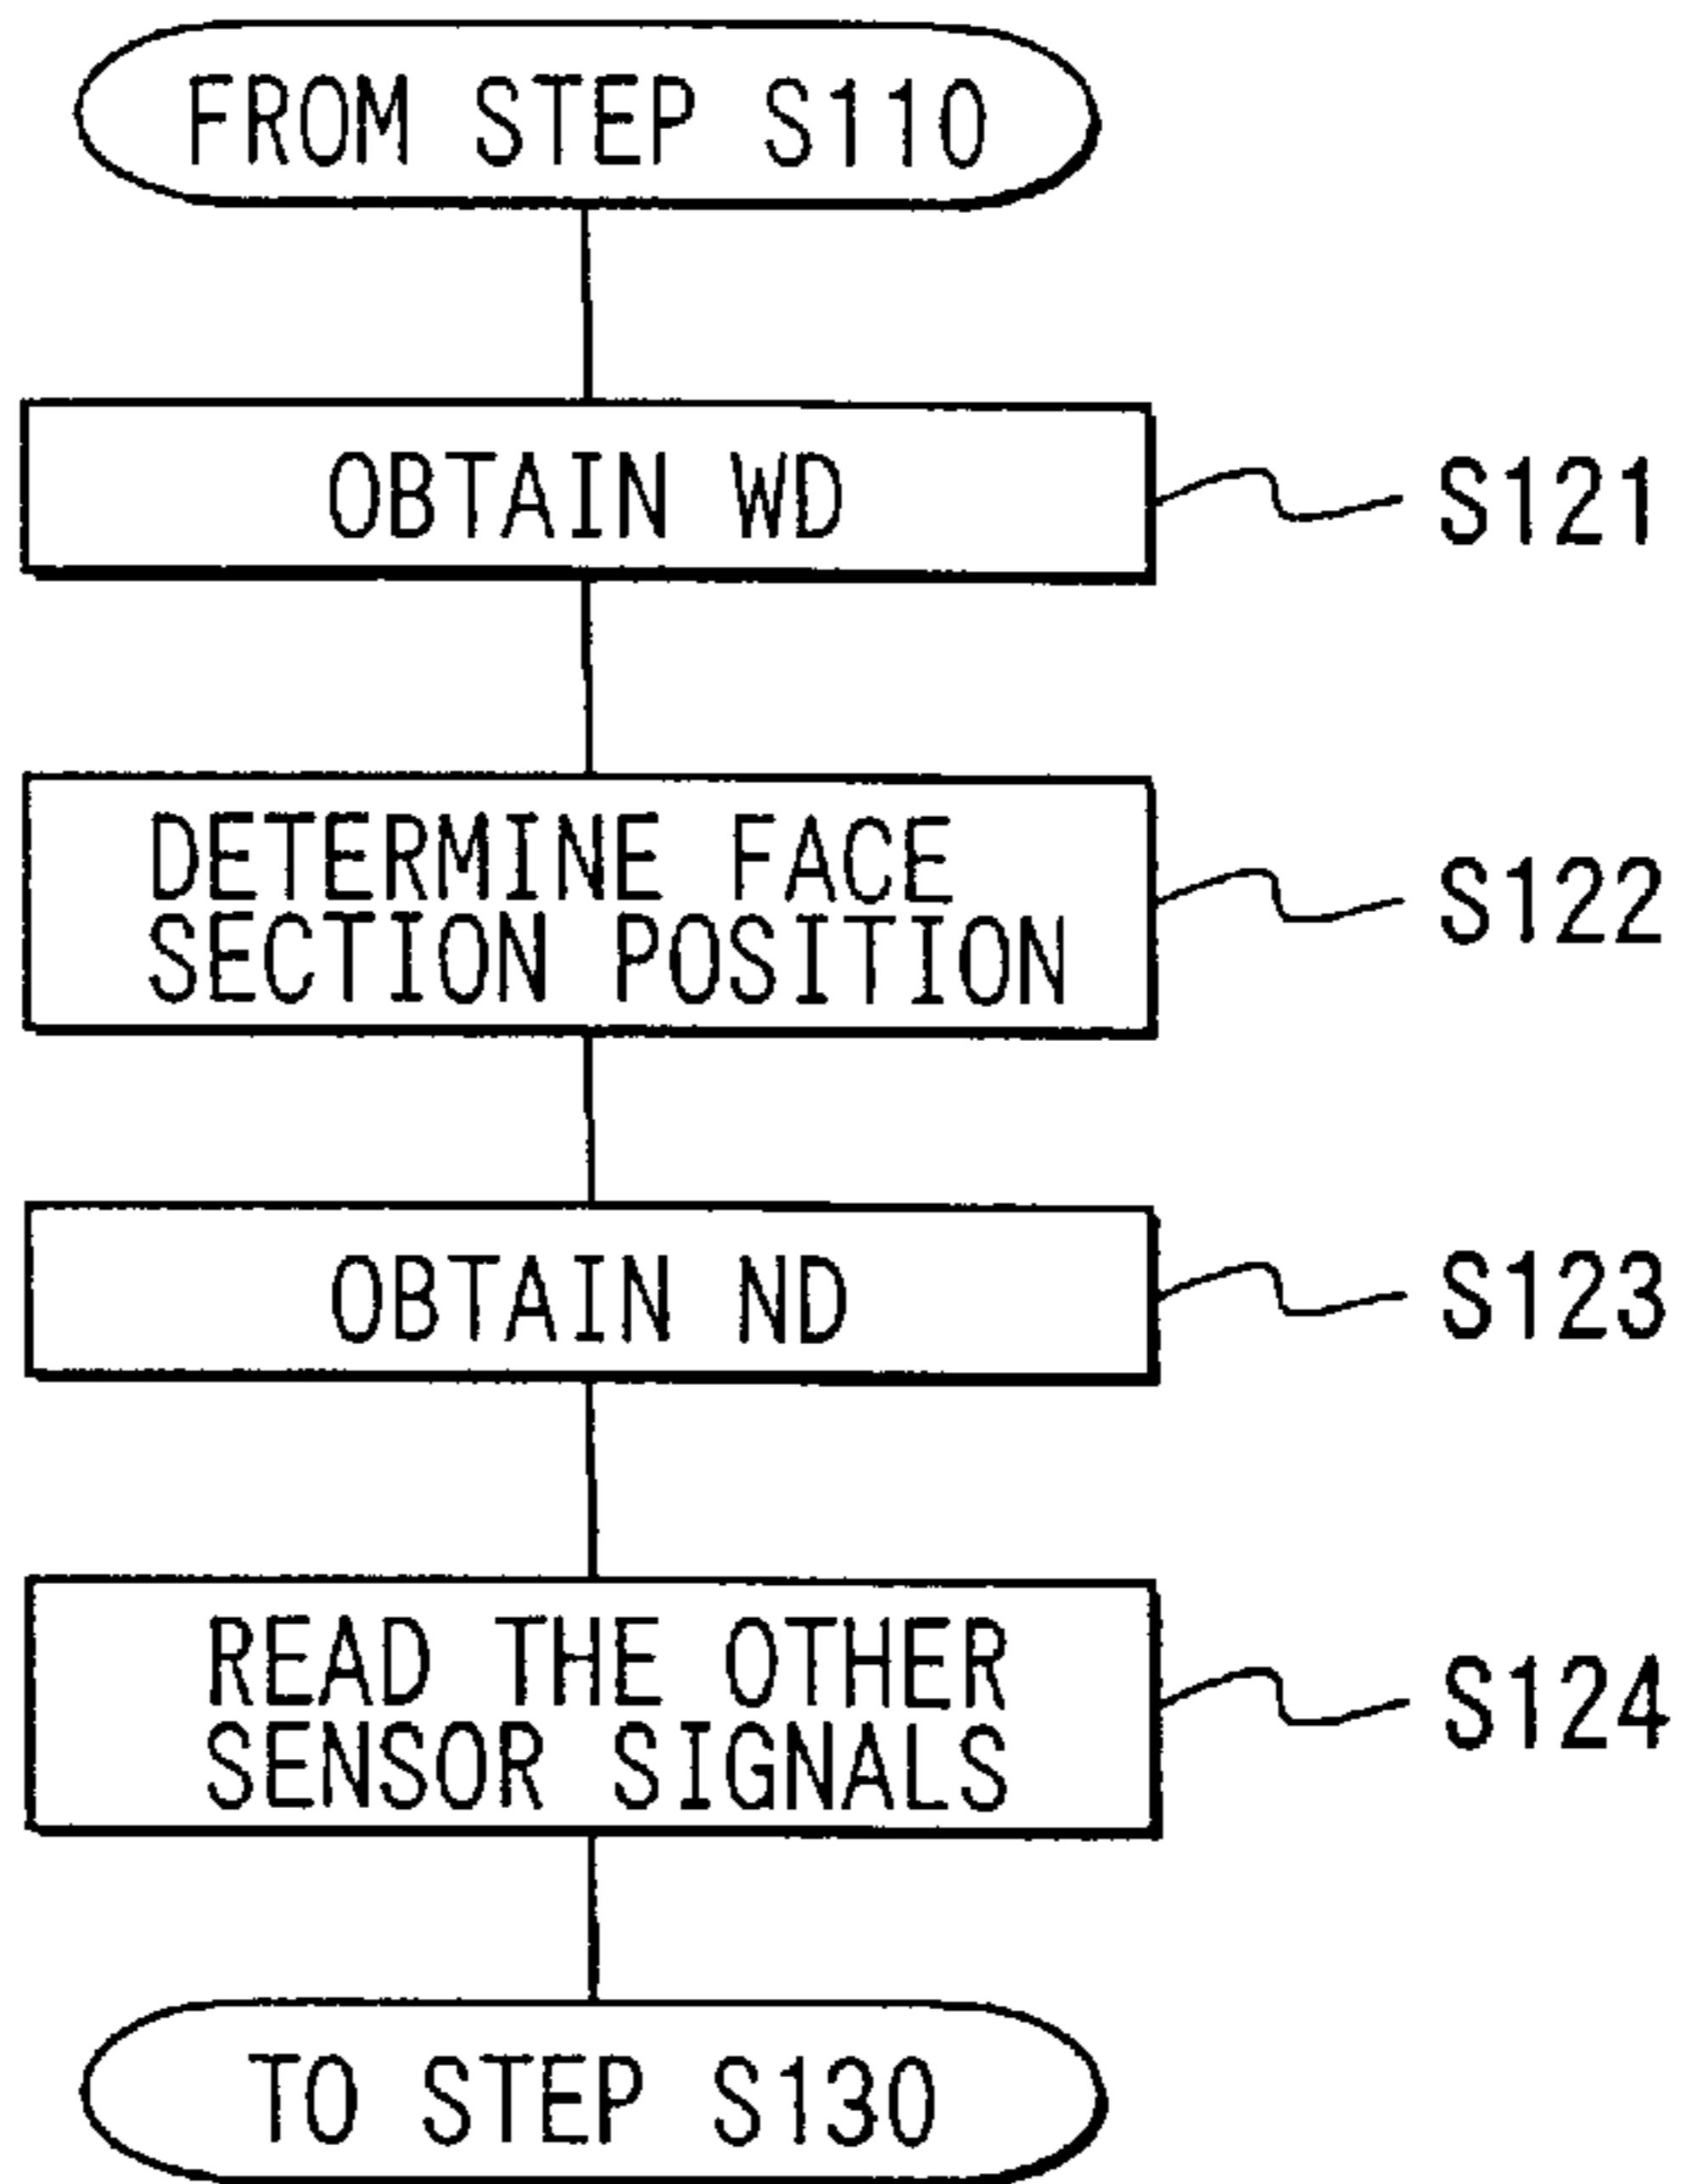 FROM STEP S110
OBTAIN WD
S121
DETERMINE FACE
SECTION POSITION
S122
OBTAIN ND
S123
READ THE OTHER
SENSOR SIGNALS
S124
TO STEP S130